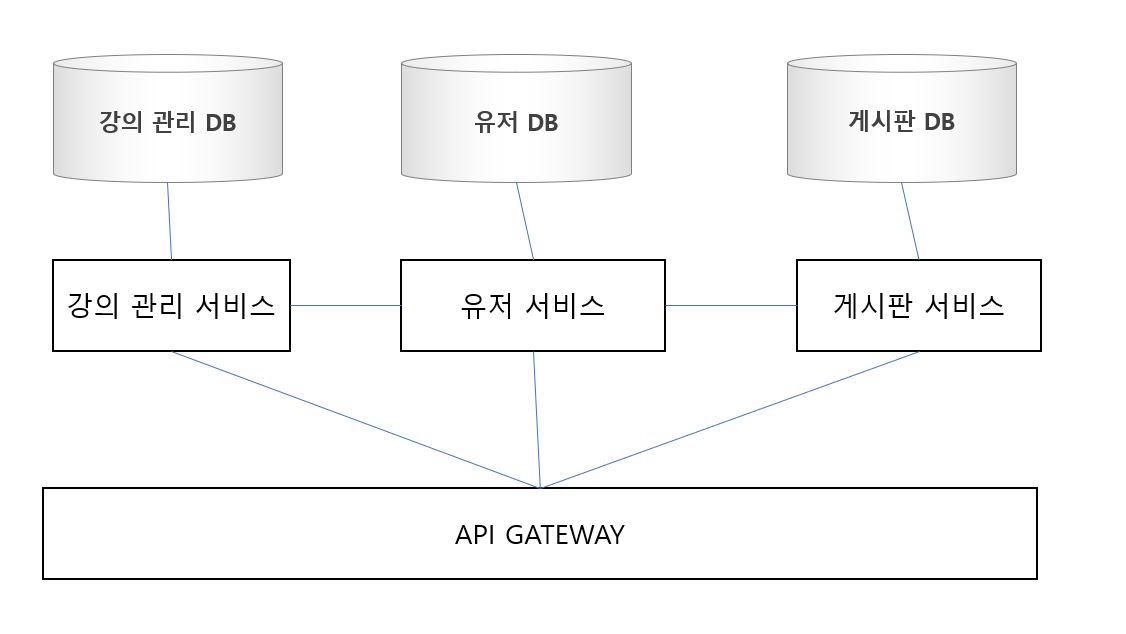 강의 관리 DB
유저 DB
게시판 DB
강의 관리 서비스
유저 서비스
게시판 서비스
API GATEWAY